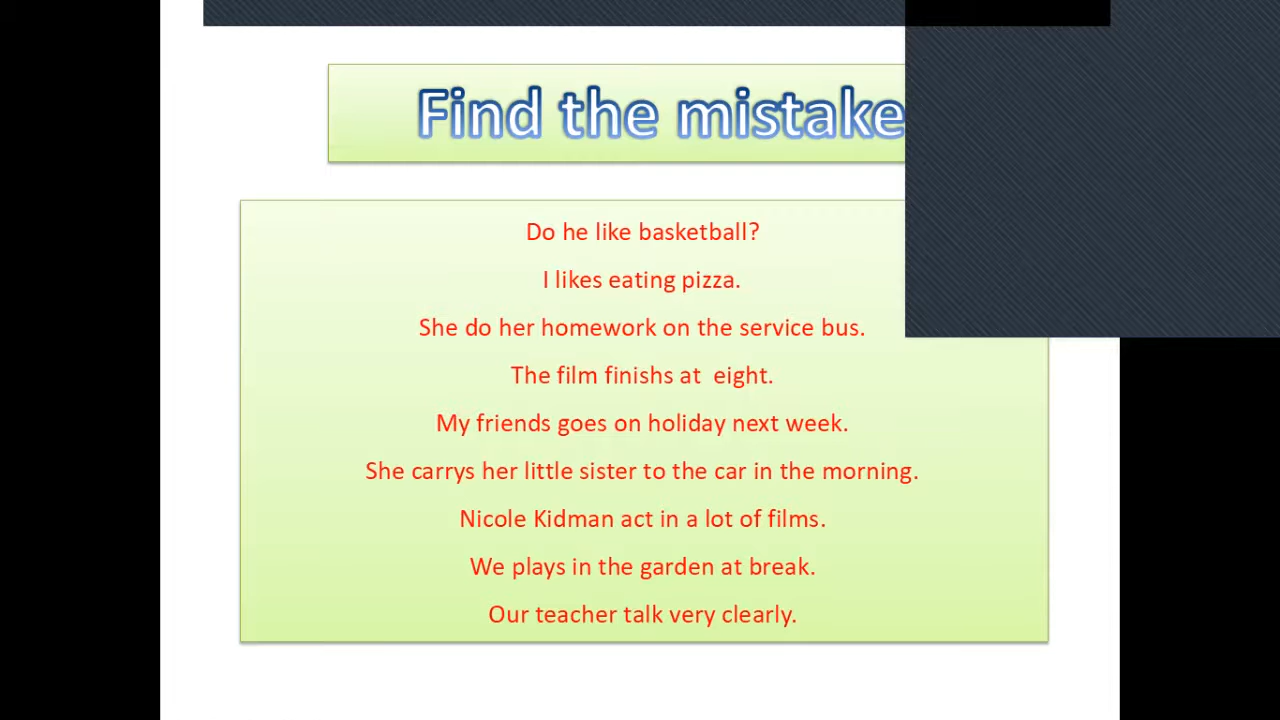 Find the mistake
Do he like basketball?
I likes eating pizza.
She do her homework on the service bus.
The film finishs at eight.
My friends goes on holiday next week.
She carrys her little sister to the car in the morning.
Nicole Kidman act in a lot of films.
We plays in the garden at break.
Our teacher talk very clearly.